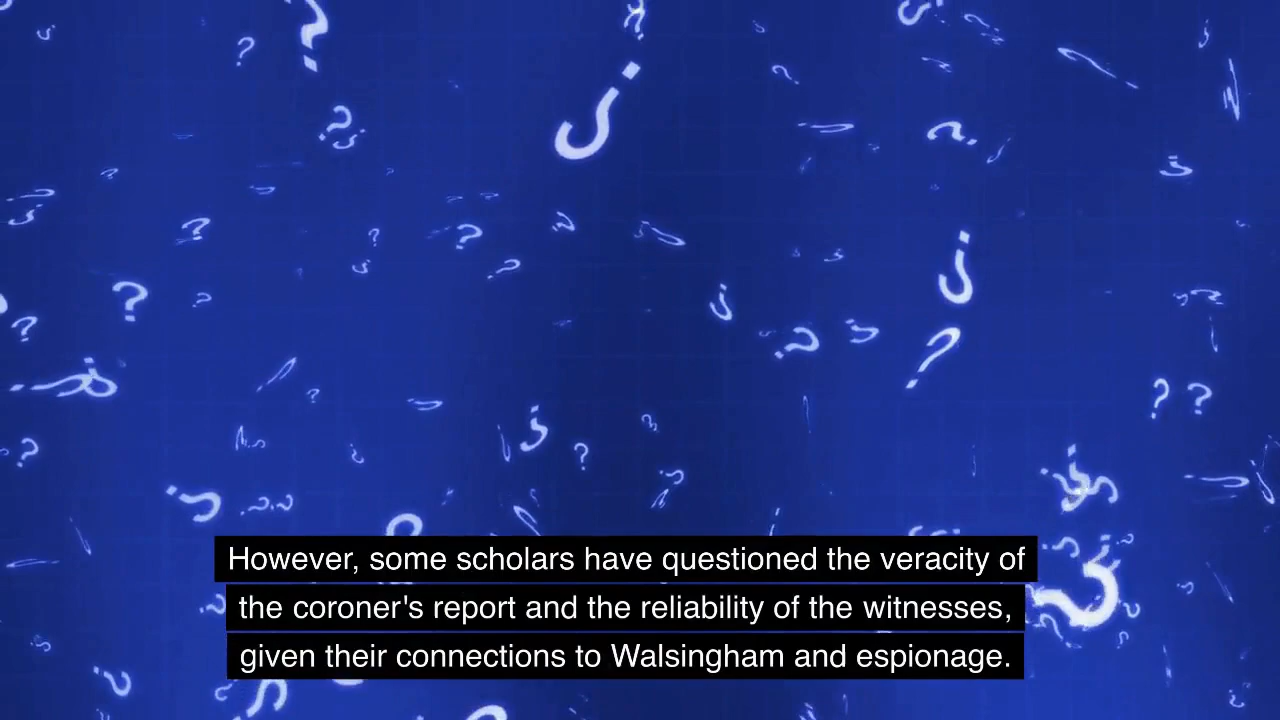 However, some scholars have questioned the veracity of
the coroner's report and the reliability of the witnesses,
given their connections to Walsingham and espionage.